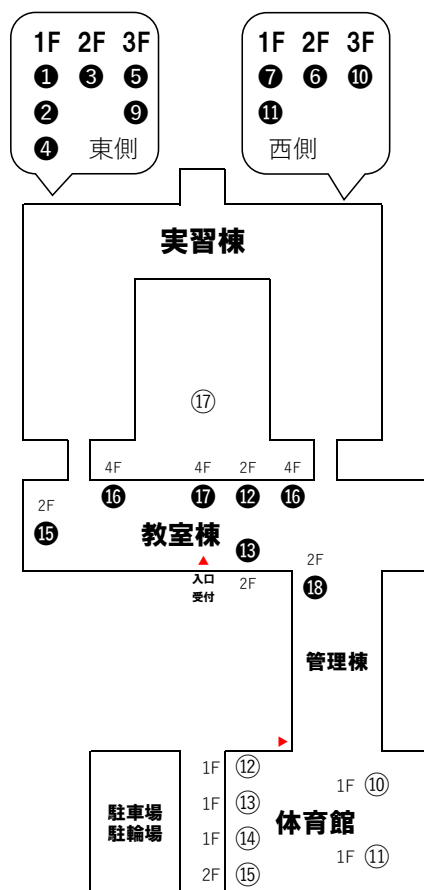 1F 2F 3F
❶ ❸ ❺
❷ ❾
❹ 東側
1F 2F 3F
❼ ❻ ❿
⓫
西側
実習棟
⑰
4F 4F 2F 4F
⓰ ⓱ ⓬ ⓰
2F
⓯
教室棟
⓭
2F
入口
受付
2F
⓲
管理棟
駐車場
駐輪場
1F ⑫
1F ⑬
1F ⑭
2F ⑮
体育館
1F ⑩
1F ⑪